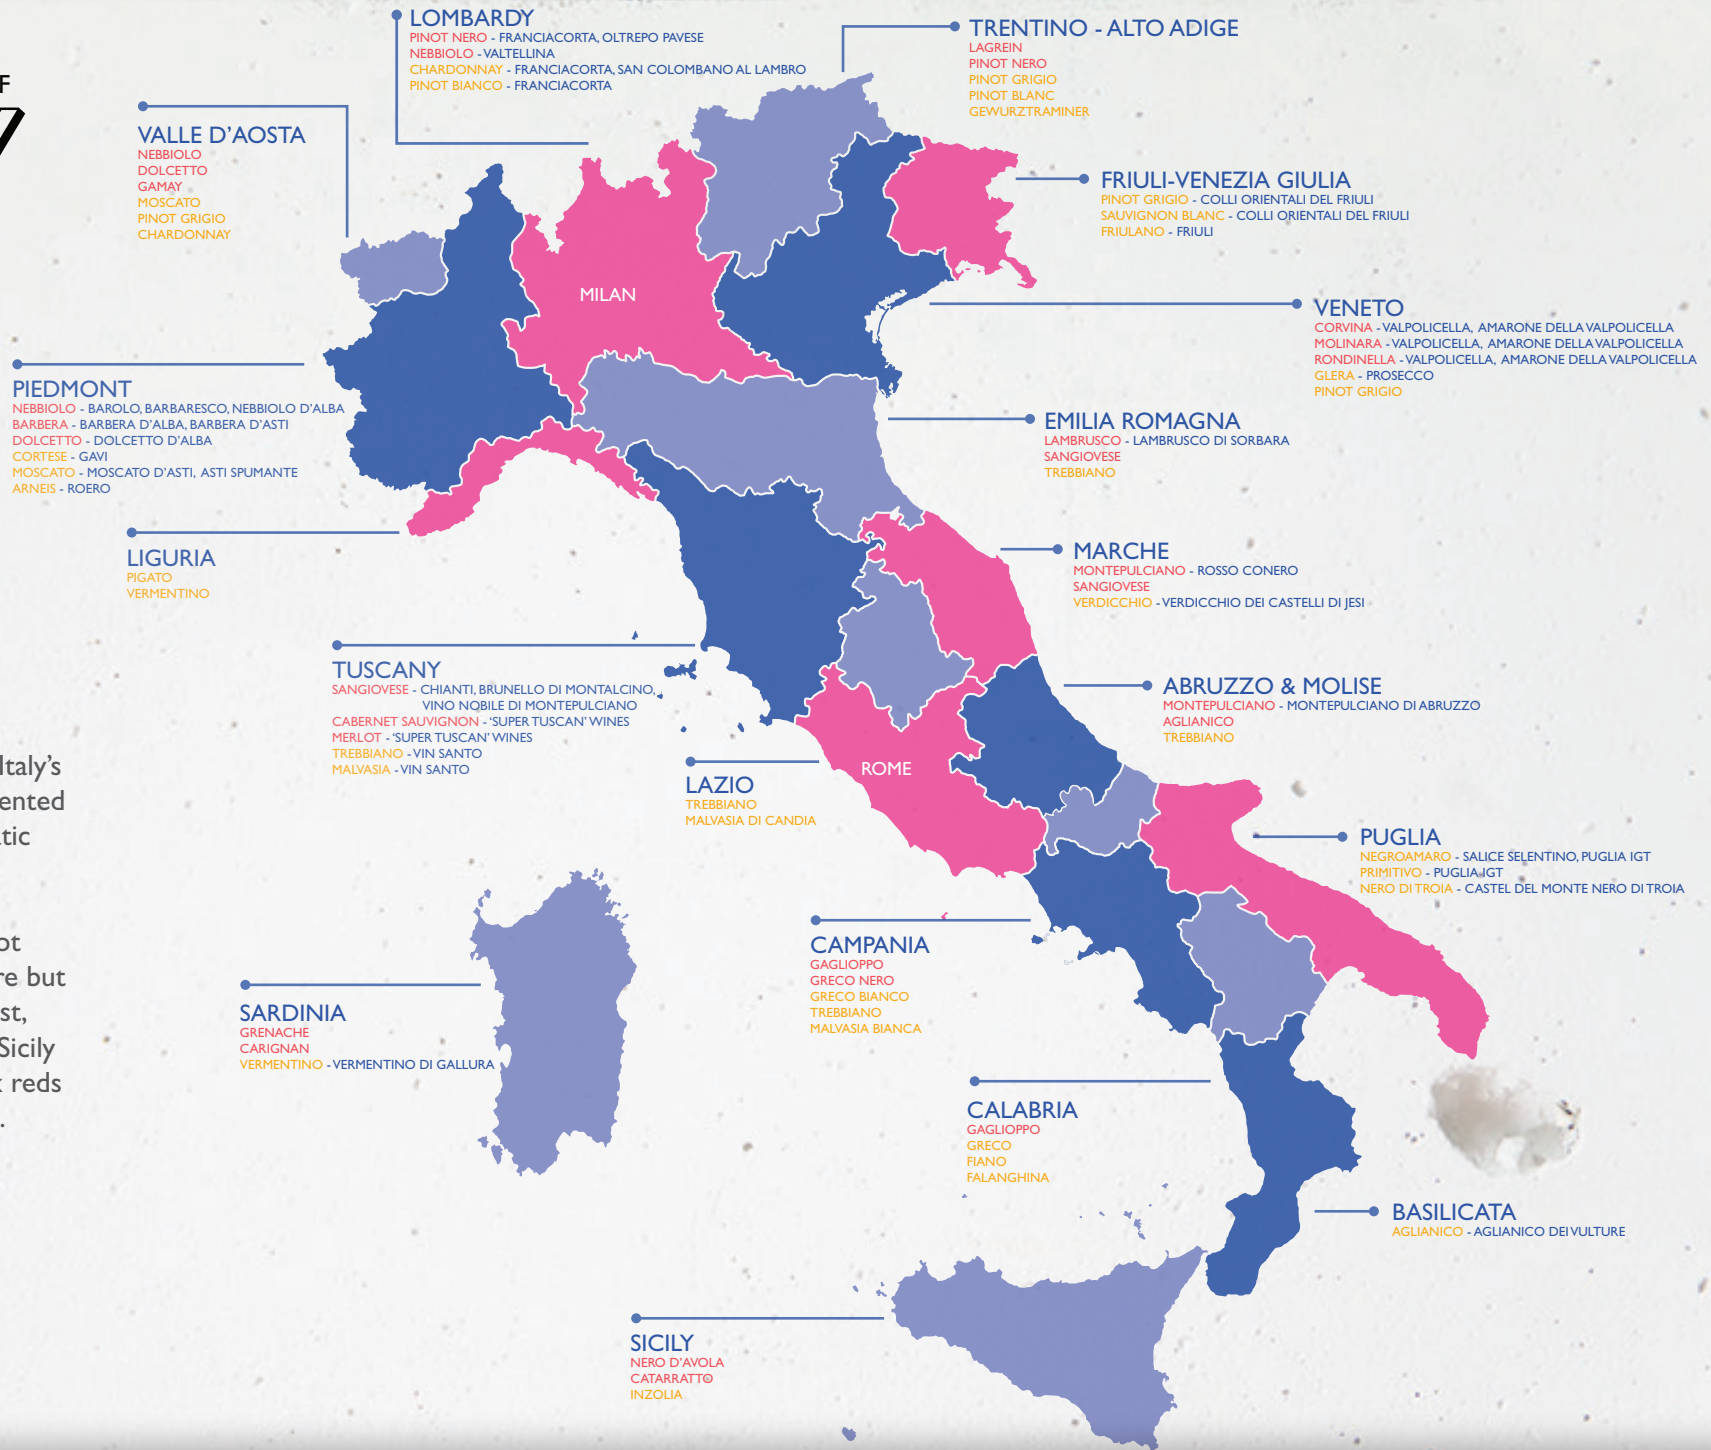 LOMBARDY
PINOT NERO - FRANCIACORTA, OLTREPO PAVESE
NEBBIOLO - VALTELLINA
CHARDONNAY - FRANCIACORTA, SAN COLOMBANO AL LAMBRO
PINOT BIANCO - FRANCIACORTA
TRENTINO - ALTO ADIGE
LAGREIN
PINOT NERO
PINOT GRIGIO
PINOT BLANC
GEWURZTRAMINER
F
VALLE D'AOSTA
NEBBIOLO
DOLCETTO
GAMAY
MOSCATO
PINOT GRIGIO
CHARDONNAY
FRIULI-VENEZIA GIULIA
PINOT GRIGIO - COLLI ORIENTALI DEL FRIULI
SAUVIGNON BLANC - COLLI ORIENTALI DEL FRIULI
FRIULANO - FRIULI
MILAN
VENETO
CORVINA - VALPOLICELLA, AMARONE DELLA VALPOLICELLA
MOLINARA - VALPOLICELLA, AMARONE DELLA VALPOLICELLA
RONDINELLA - VALPOLICELLA, AMARONE DELLA VALPOLICELLA
GLERA - PROSECCO
PINOT GRIGIO
PIEDMONT
NEBBIOLO - BAROLO, BARBARESCO, NEBBIOLO D'ALBA
BARBERA - BARBERA D'ALBA, BARBERA D'ASTI
DOLCETTO - DOLCETTO D'ALBA
CORTESE - GAVI
MOSCATO - MOSCATO D'ASTI, ASTI SPUMANTE
ARNEIS - ROERO
EMILIA ROMAGNA
LAMBRUSCO - LAMBRUSCO DI SORBARA
SANGIOVESE
TREBBIANO
LIGURIA
PIGATO
VERMENTINO
MARCHE
MONTEPULCIANO - ROSSO CONERO
SANGIOVESE
VERDICCHIO - VERDICCHIO DEI CASTELLI DI JESI
TUSCANY
SANGIOVESE - CHIANTI, BRUNELLO DI MONTALCINO,
VINO NOBILE DI MONTEPULCIANO
CABERNET SAUVIGNON - 'SUPER TUSCAN' WINES
MERLOT - 'SUPER TUSCAN' WINES
TREBBIANO - VIN SANTO
MALVASIA - VIN SANTO
ABRUZZO & MOLISE
MONTEPULCIANO - MONTEPULCIANO DI ABRUZZO
AGLIANICO
TREBBIANO
LAZIO
TREBBIANO
MALVASIA DI CANDIA
ROME
Italy's
ented
tic
ot
re but
st,
Sicily
k reds
.
PUGLIA
NEGROAMARO - SALICE SELENTINO, PUGLIA IGT
PRIMITIVO - PUGLIA IGT
NERO DI TROIA - CASTEL DEL MONTE NERO DI TROIA
CAMPANIA
GAGLIOPPO
GRECO NERO
GRECO BIANCO
TREBBIANO
MALVASIA BIANCA
SARDINIA
GRENACHE
CARIGNAN
VERMENTINO - VERMENTINO DI GALLURA
CALABRIA
GAGLIOPPO
GRECO
FIANO
FALANGHINA
BASILICATA
AGLIANICO - AGLIANICO DEI VULTURE
SICILY
NERO D'AVOLA
CATARRATTO
INZOLIA